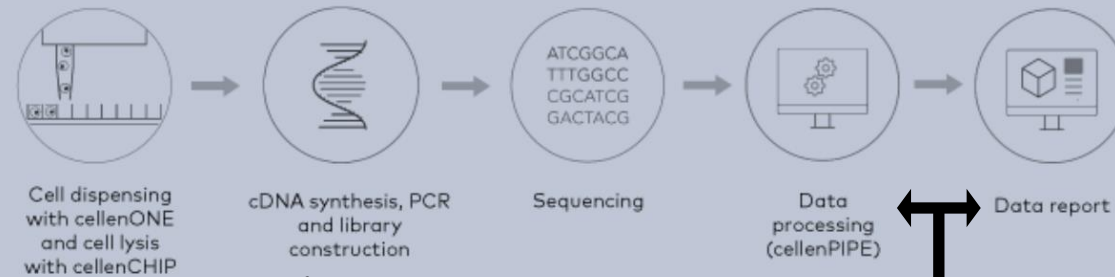 ATCGGCA
TTTGGCC
CGCATCG
GACTACG
Cell dispensing
with cellenONE
and cell lysis
with cellenCHIP
cDNA synthesis, PCR
and library
construction
Sequencing
Data
processing
(cellenPIPE)
Data report